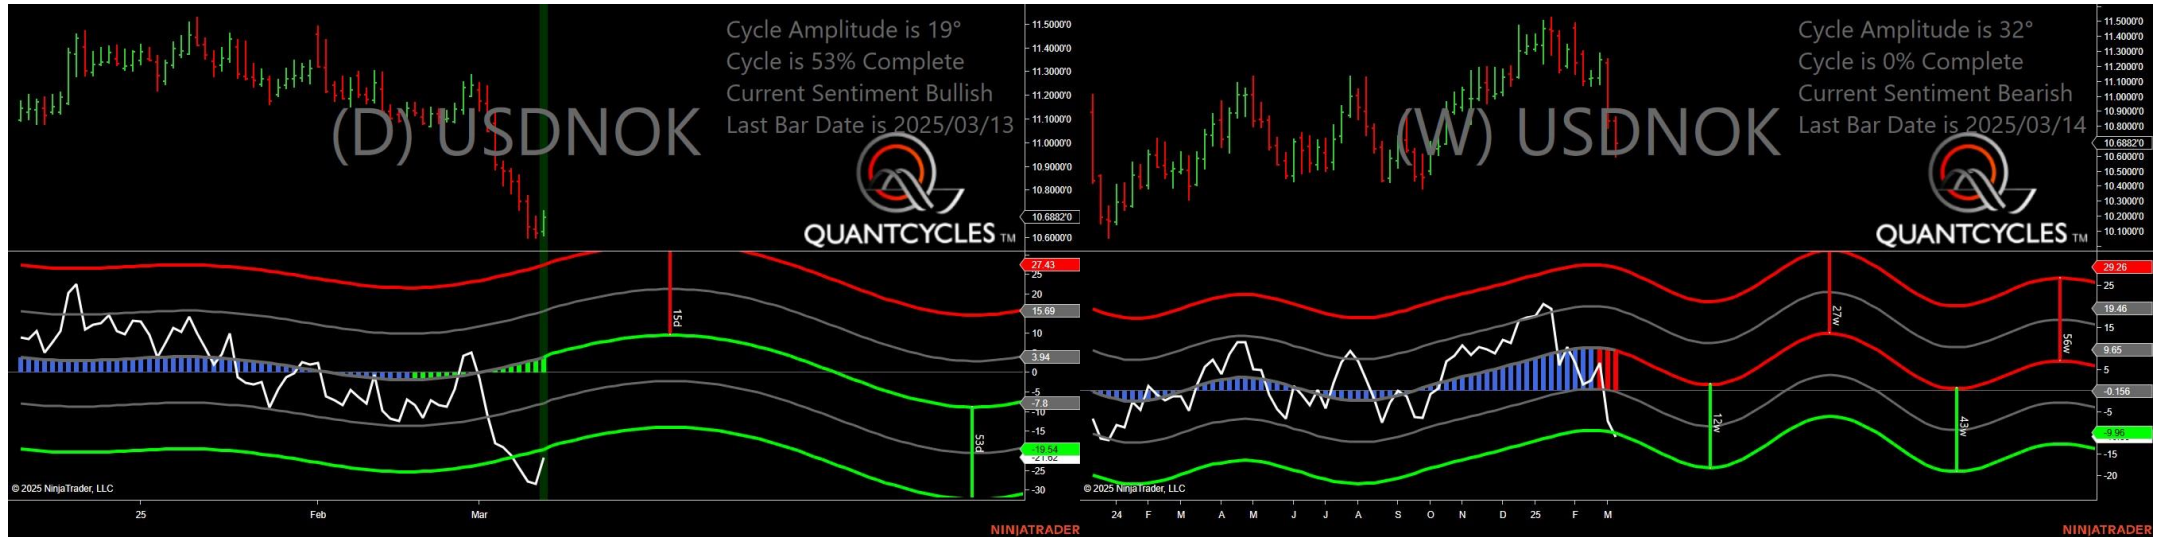 Cycle Amplitude is 19°
Cycle is 53% Complete
Current Sentiment Bullish
Last Bar Date is 2025/03/13
(D) USDNOK
QUANTCYCLES TM
11.5000'0
11.4000'0
11.3000'0
11.2000'0
11.1000'0
11.0000'0
10.9000'0
10.8000'0
10.6882'0
10.6000'0
27.43
25
20
15.69
10
3.94
0
-5
-7.8
-10
-15
-19.54
-21.62
-25
-30
15d
53d
© 2025 NinjaTrader, LLC
25 Feb Mar
NINJATRADER
Cycle Amplitude is 32°
Cycle is 0% Complete
Current Sentiment Bearish
Last Bar Date is 2025/03/14
(W) USDNOK
QUANTCYCLES TM
11.5000'0
11.4000'0
11.3000'0
11.2000'0
11.1000'0
11.0000'0
10.9000'0
10.8000'0
10.6882'0
10.6000'0
10.5000'0
10.4000'0
10.3000'0
10.2000'0
10.1000'0
29.26
25
19.46
15
9.65
5
-0.156
-5
-9.96
-15
-20
12w
27w
43w
56w
© 2025 NinjaTrader, LLC
24 F M A M J J A S O N D 25 F M
NINJATRADER